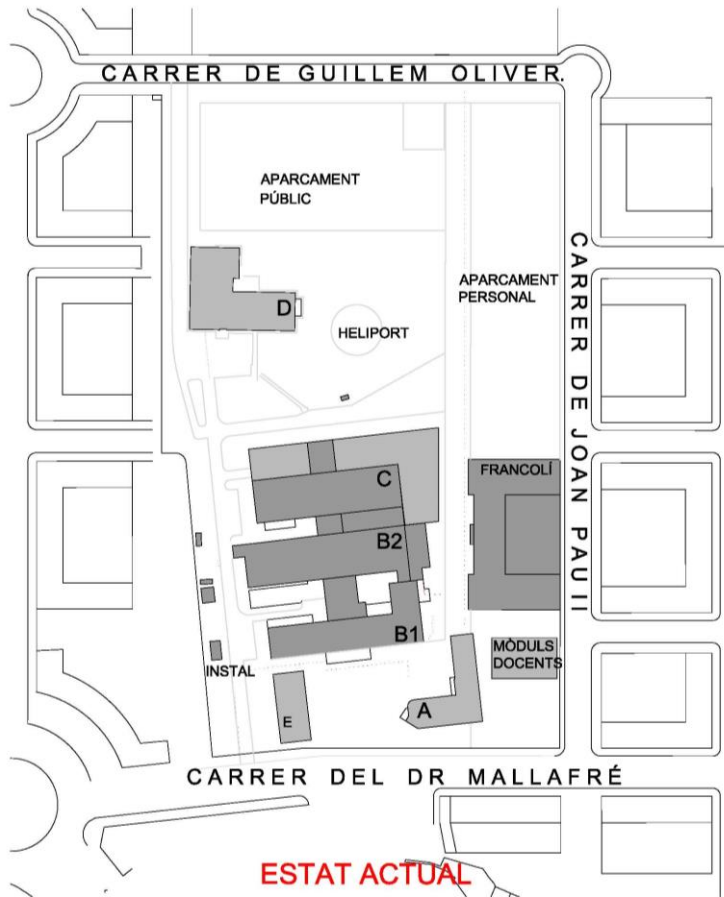 CARRER DE GUILLEM OLIVER.
APARCAMENT
PÚBLIC
CARRER DE JOAN PAU II
APARCAMENT
PERSONAL
D
HELIPORT
FRANCOLÍ
C
B2
B1
MÒDULS
DOCENTS
INSTAL
A
E
CARRER DEL DR MALLAFRÉ
ESTAT ACTUAL